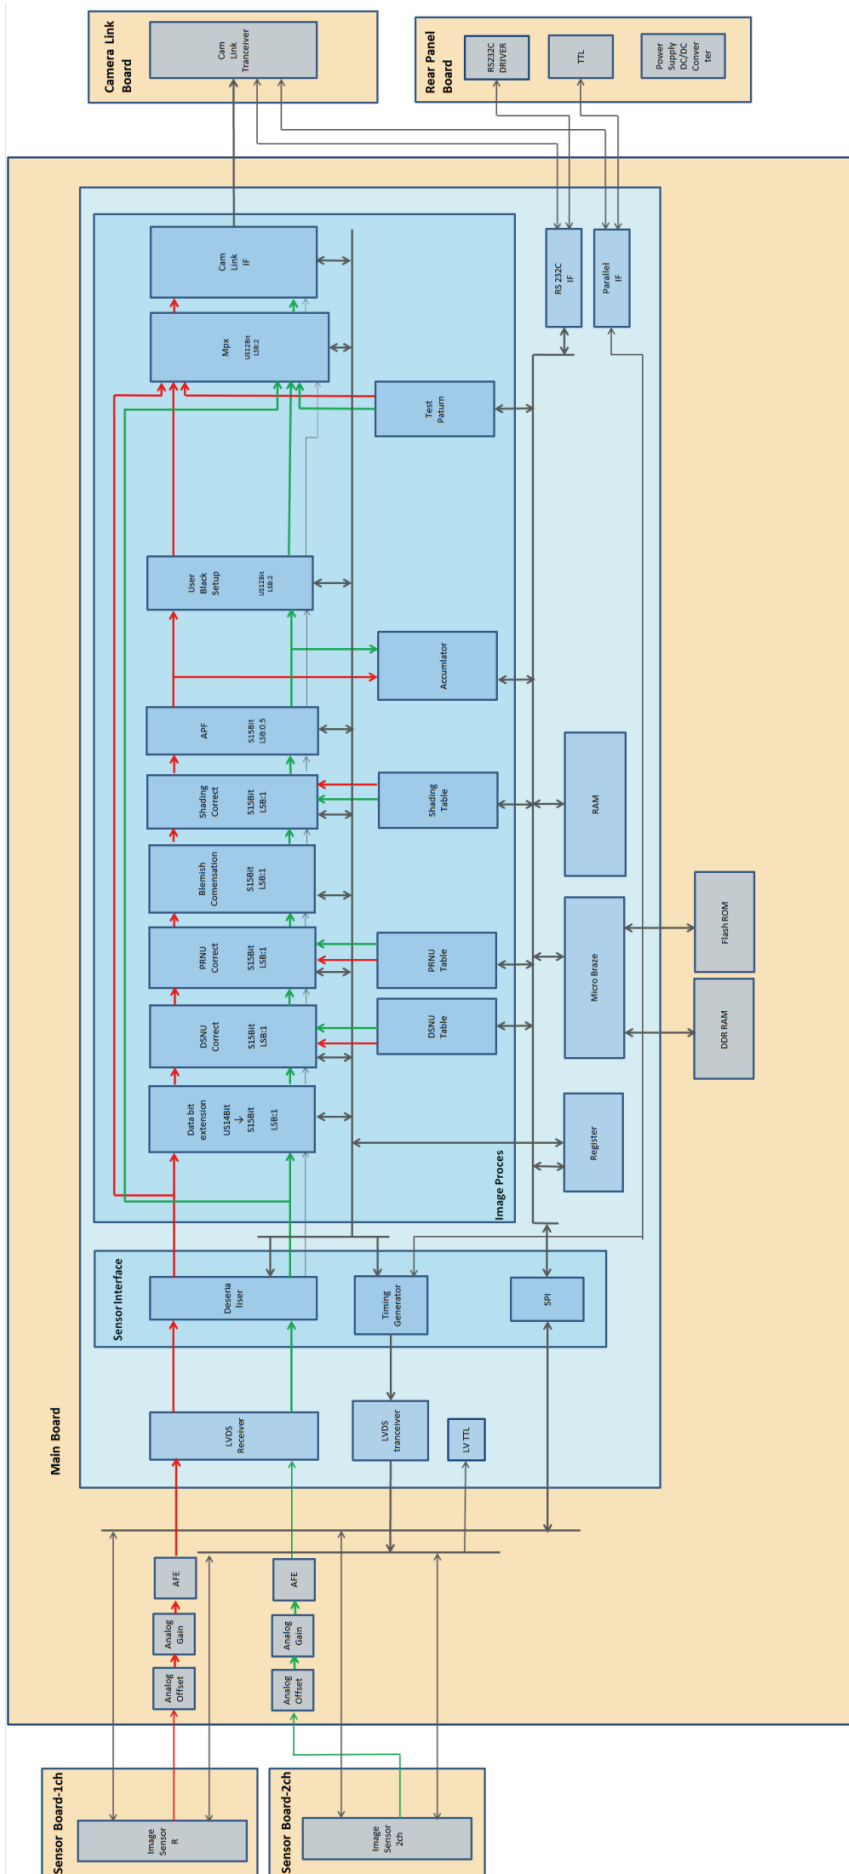 Camera Link
Board
Cam
Link
Tranceiver
Rear Panel
Board
RS232C
DRIVER
TTL
Power
Supply
DC/DC
Conver
ter
Cam
Link
IF
Mpx
US12Bit
LSB:2
RS 232C
IF
Parallel
IF
Test
Paturn
User
Black
Setup
US12Bit
LSB:2
Accumlator
APF
S15Bit
LSB:0.5
Shading
Correct
S15Bit
LSB:1
Shading
Table
RAM
Blemish
Comensation
S15Bit
LSB:1
PRNU
Correct
S15Bit
LSB:1
PRNU
Table
Micro Braze
Flash ROM
DSNU
Correct
S15Bit
LSB:1
DSNU
Table
DDR RAM
Data bit
extension
US14Bit
↓
S15Bit
LSB:1
Register
Image Proces
Sensor Interface
Deseria
liser
Timing
Generator
SPI
Main Board
LVDS
Receiver
LVDS
tranceiver
LV TTL
AFE
AFE
Analog
Gain
Analog
Gain
Analog
Offset
Analog
Offset
Sensor Board-1ch
Image
Sensor
R
Sensor Board-2ch
Image
Sensor
2ch